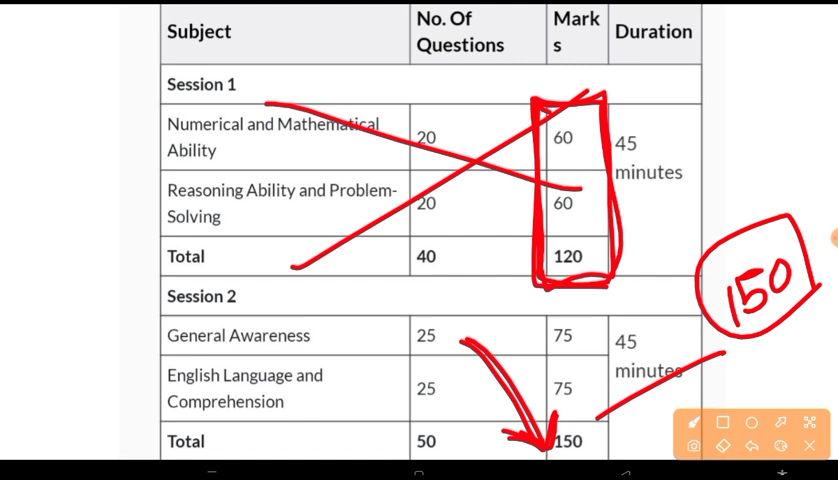 Subject
No. Of
Questions
Mark
s
Duration
Session 1
Numerical and Mathematical
Ability
20
60
45
minutes
Reasoning Ability and Problem-
Solving
20
60
Total
40
120
Session 2
General Awareness
25
75
45
minutes
English Language and
Comprehension
25
75
Total
50
150
150